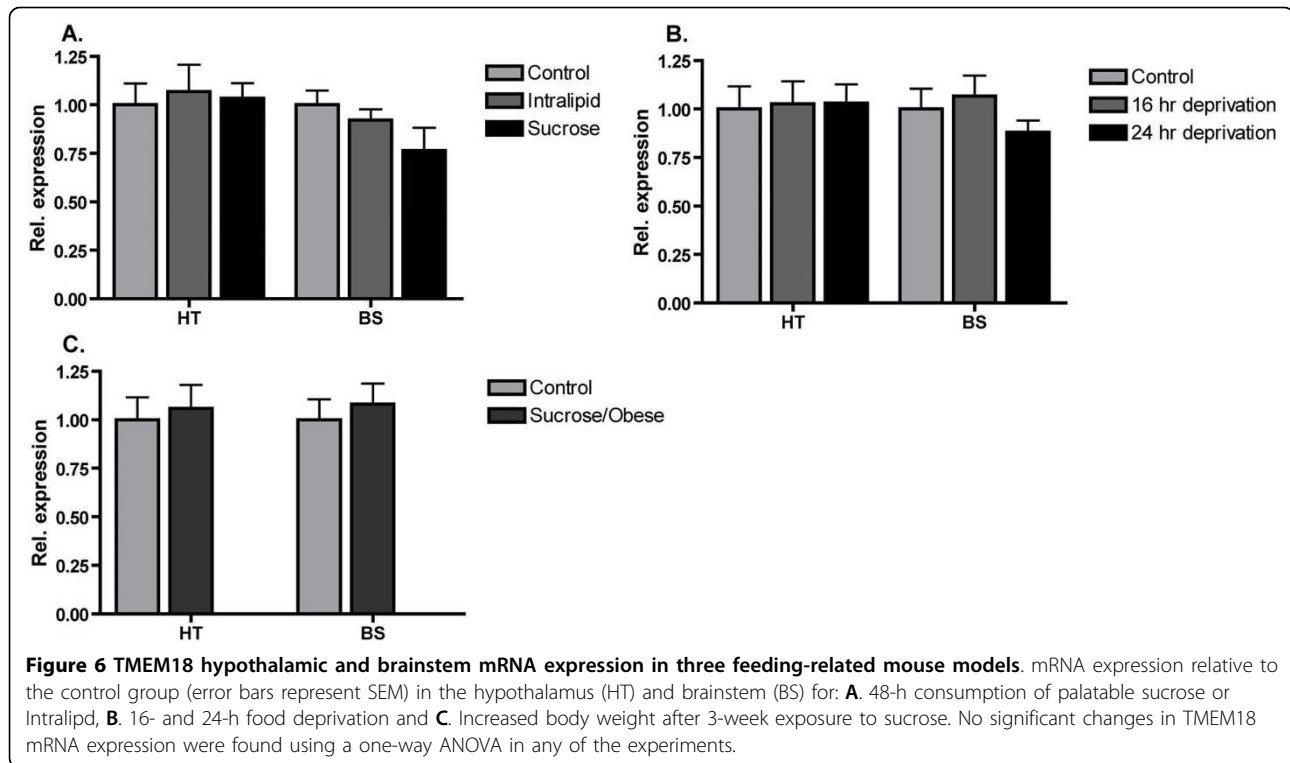 A.
1.25
1.00
0.75
0.50
0.25
0.00
Rel. expression
HT
BS
Control
Intralipid
Sucrose
B.
1.25
1.00
0.75
0.50
0.25
0.00
Rel. expression
HT
BS
Control
16 hr deprivation
24 hr deprivation
C.
1.25
1.00
0.75
0.50
0.25
0.00
Rel. expression
HT
BS
Control
Sucrose/Obese
Figure 6 TMEM18 hypothalamic and brainstem mRNA expression in three feeding-related mouse models. mRNA expression relative to
the control group (error bars represent SEM) in the hypothalamus (HT) and brainstem (BS) for: A. 48-h consumption of palatable sucrose or
Intralipd, B. 16- and 24-h food deprivation and C. Increased body weight after 3-week exposure to sucrose. No significant changes in TMEM18
mRNA expression were found using a one-way ANOVA in any of the experiments.